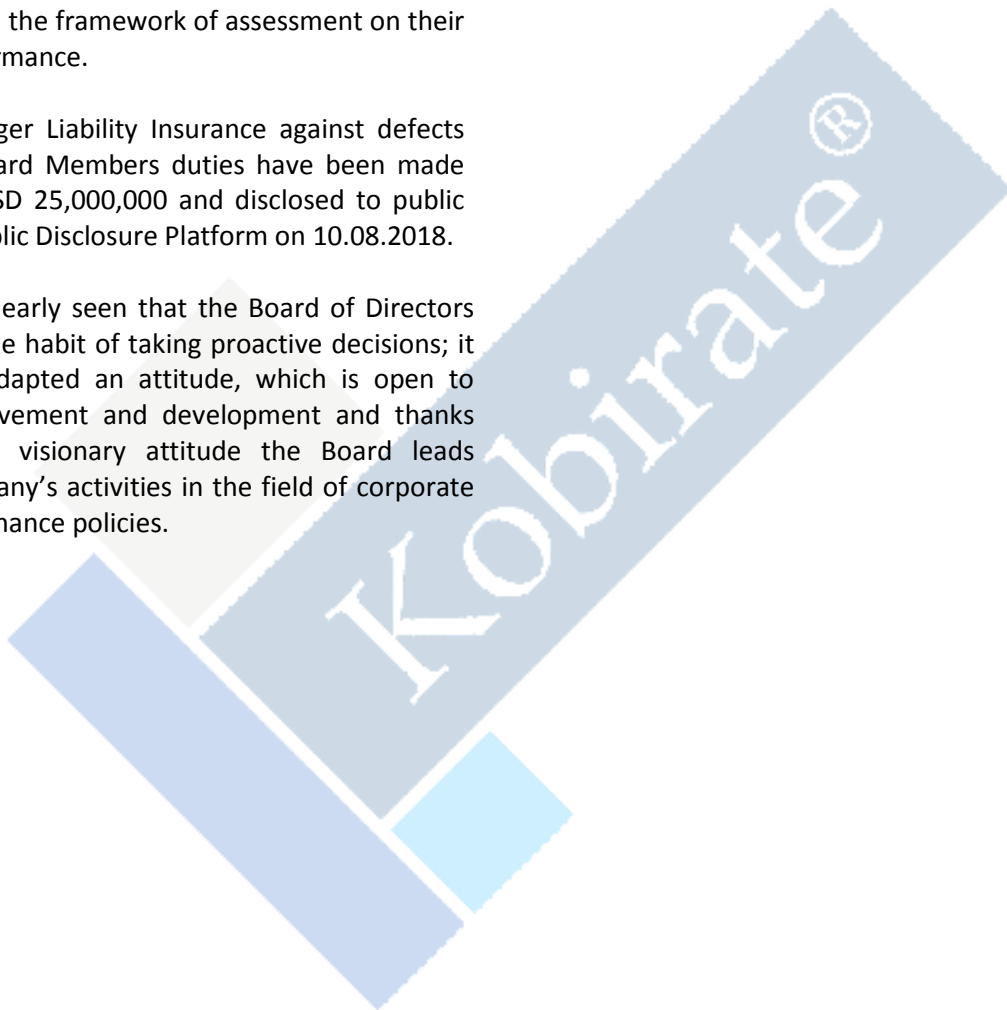 the framework of assessment on their
rmance.
ger Liability Insurance against defects
ard Members duties have been made
SD 25,000,000 and disclosed to public
olic Disclosure Platform on 10.08.2018.
early seen that the Board of Directors
e habit of taking proactive decisions; it
dapted an attitude, which is open to
vement and development and thanks
visionary attitude the Board leads
any’s activities in the field of corporate
nance policies.
Kobirate®